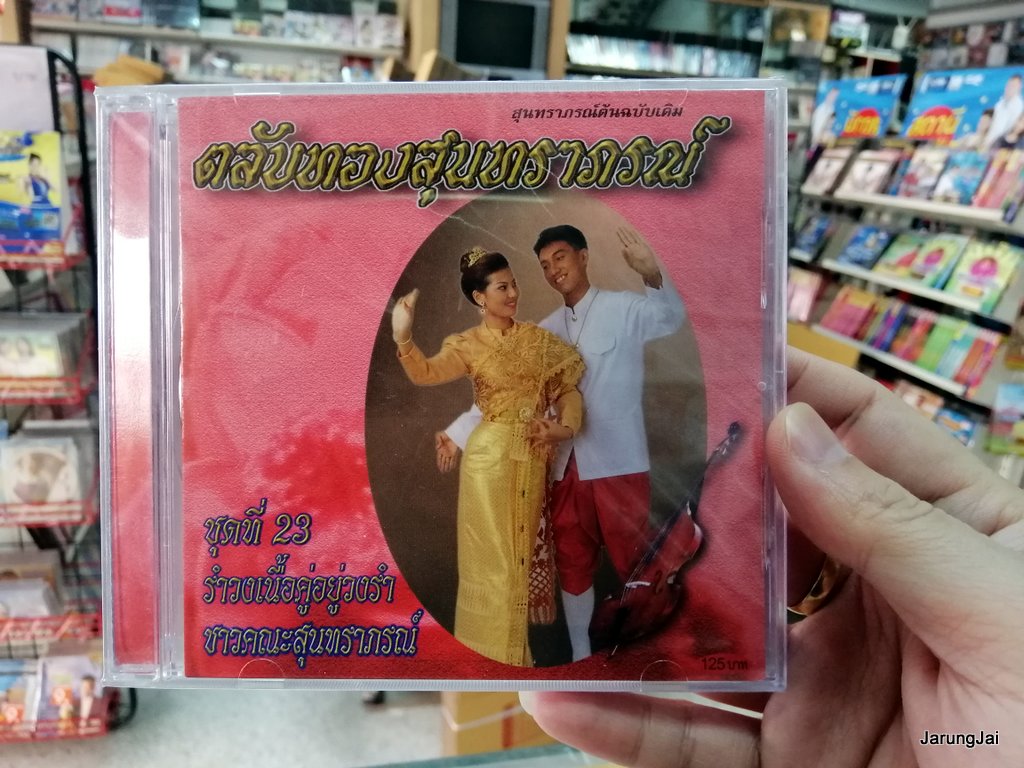 สุนทราภรณ์ต้นฉบับเดิม
ตลับทองสุนทราภรณ์
ชุดที่ 23
รำวงเนื้อคู่อยู่วงรำ
ชาวคณะสุนทราภรณ์
125 บาท
JarungJai